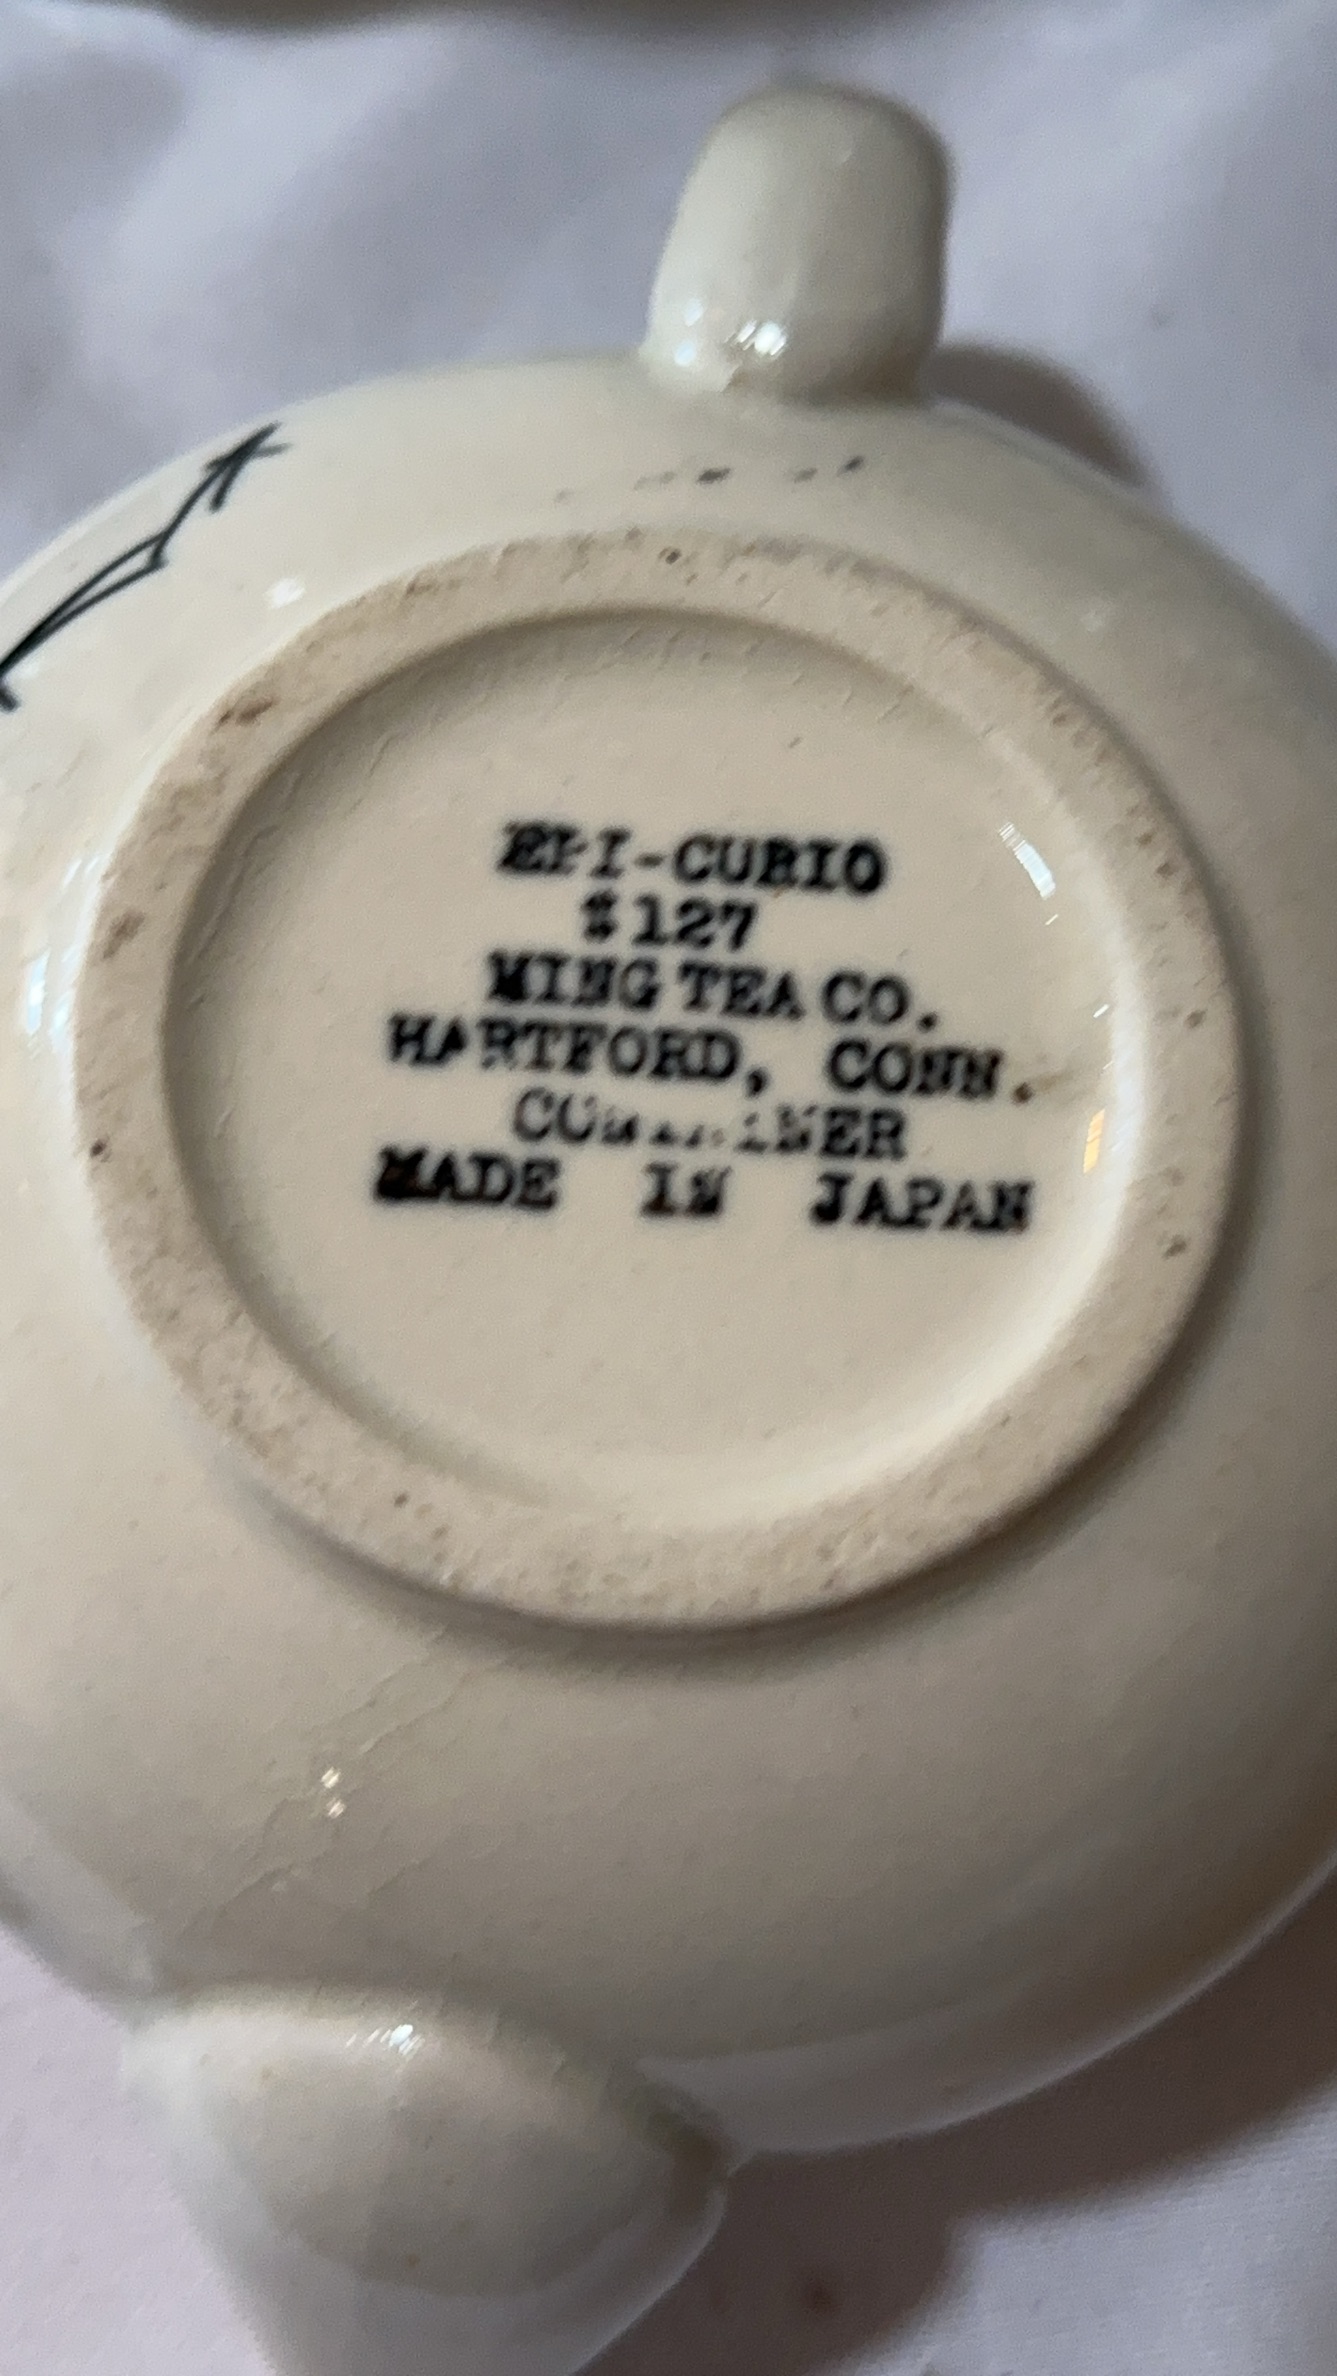 EPI-CURIO
#127
MING TEA CO.
HARTFORD, CONN.
MADE IN JAPAN